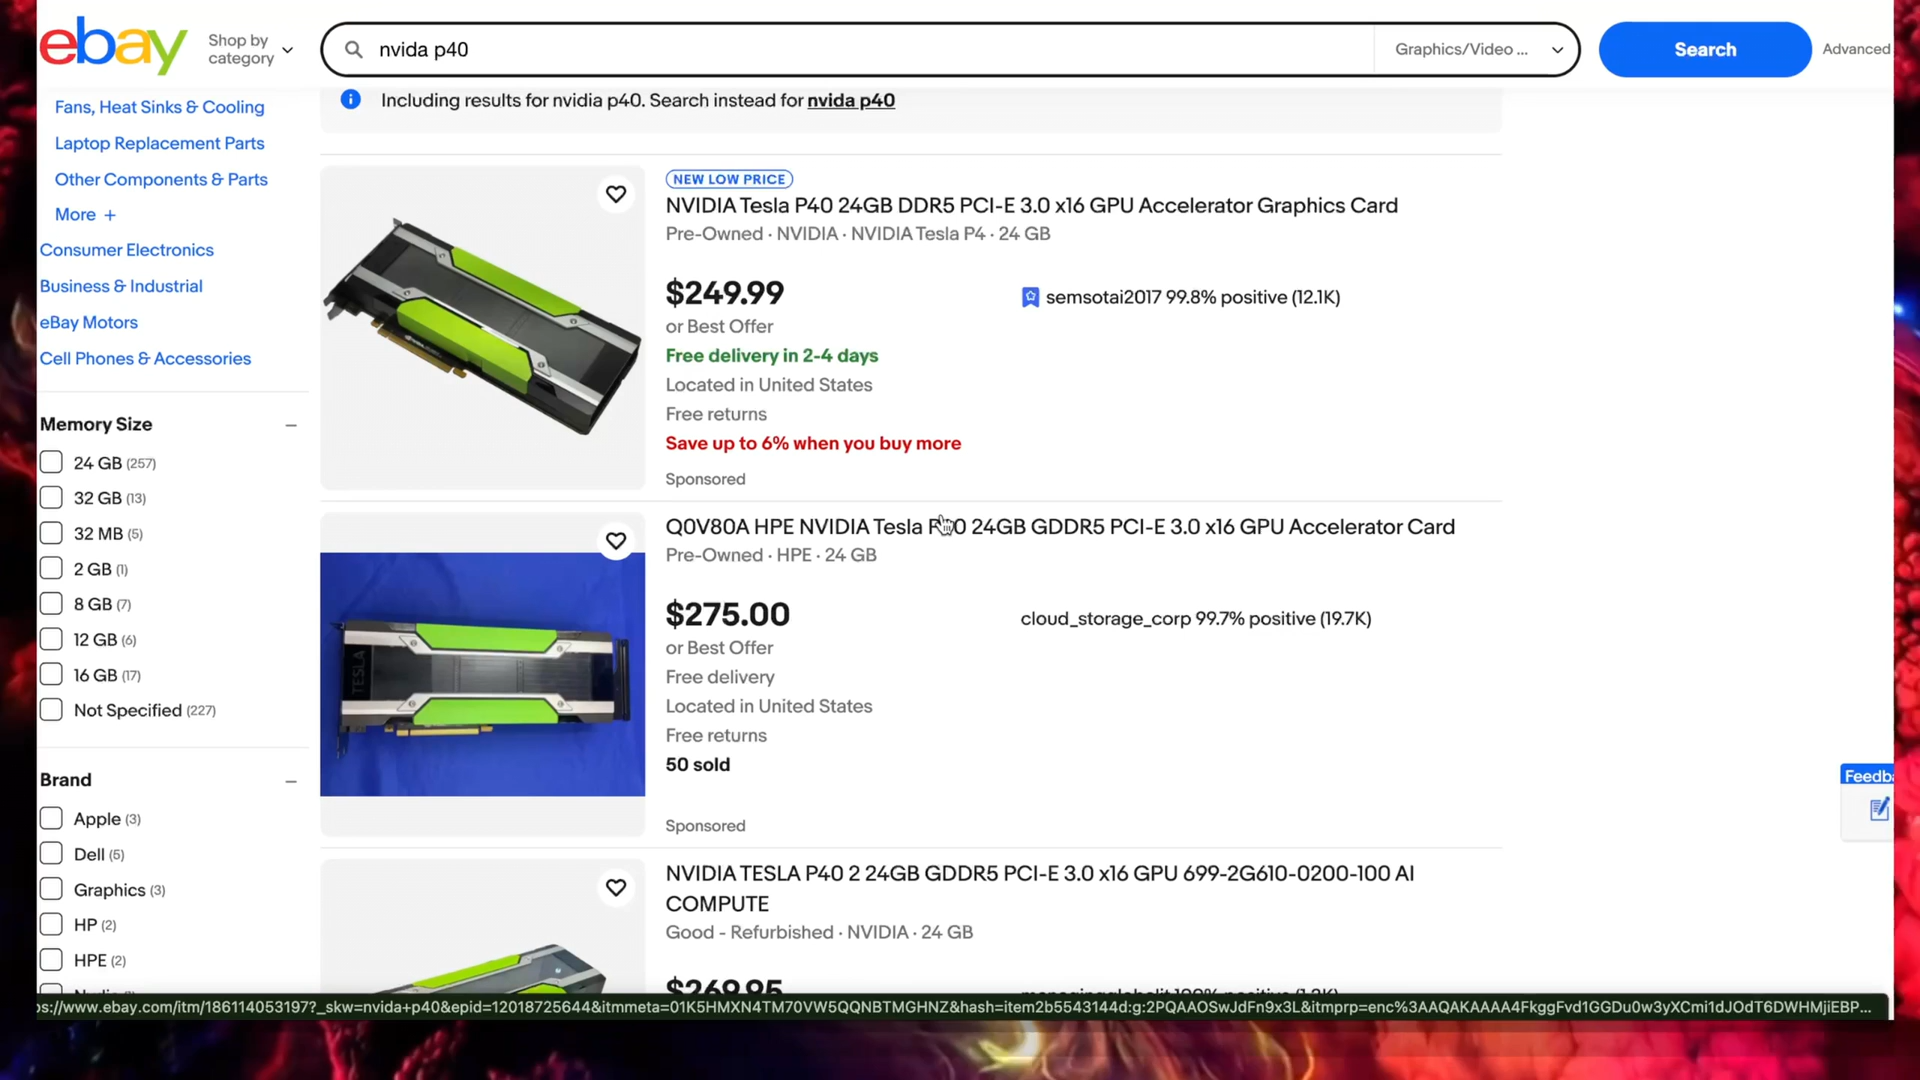 ebay
Shop by
category
nvida p40
Graphics/Video ...
Search
Advanced
Including results for nvidia p40. Search instead for nvida p40
Fans, Heat Sinks & Cooling
Laptop Replacement Parts
Other Components & Parts
More +
Consumer Electronics
Business & Industrial
eBay Motors
Cell Phones & Accessories
Memory Size
24 GB (257)
32 GB (13)
32 MB (5)
2 GB (1)
8 GB (7)
12 GB (6)
16 GB (17)
Not Specified (227)
Brand
Apple (3)
Dell (5)
Graphics (3)
HP (2)
HPE (2)
NEW LOW PRICE
NVIDIA Tesla P40 24GB DDR5 PCI-E 3.0 x16 GPU Accelerator Graphics Card
Pre-Owned · NVIDIA · NVIDIA Tesla P4 · 24 GB
$249.99
semsotai2017 99.8% positive (12.1K)
or Best Offer
Free delivery in 2-4 days
Located in United States
Free returns
Save up to 6% when you buy more
Sponsored
TESLA
Q0V80A HPE NVIDIA Tesla P40 24GB GDDR5 PCI-E 3.0 x16 GPU Accelerator Card
Pre-Owned · HPE · 24 GB
$275.00
cloud_storage_corp 99.7% positive (19.7K)
or Best Offer
Free delivery
Located in United States
Free returns
50 sold
Sponsored
NVIDIA TESLA P40 2 24GB GDDR5 PCI-E 3.0 x16 GPU 699-2G610-0200-100 AI
COMPUTE
Good - Refurbished · NVIDIA · 24 GB
$269.95
Feedba
ps://www.ebay.com/itm/186114053197?_skw=nvida+p40&epid=12018725644&itmmeta=01K5HMXN4TM70VW5QQNBTMGHNZ&hash=item2b5543144d:g:2PQAAOSwJdFn9x3L&itmprp=enc%3AAQAKAAAA4FkggFvd1GGDu0w3yXCmi1dJOdT6DWHMjiEBP...